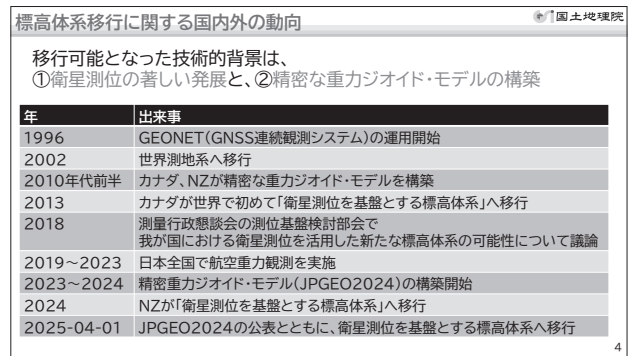 標高体系移行に関する国内外の動向
国土地理院
移行可能となった技術的背景は、
①衛星測位の著しい発展と、②精密な重力ジオイド・モデルの構築
年 出来事
1996 GEONET(GNSS連続観測システム)の運用開始
2002 世界測地系へ移行
2010年代前半 カナダ、NZが精密な重力ジオイド・モデルを構築
2013 カナダが世界で初めて「衛星測位を基盤とする標高体系」へ移行
2018 測量行政懇談会の測位基盤検討部会で
我が国における衛星測位を活用した新たな標高体系の可能性について議論
2019～2023 日本全国で航空重力観測を実施
2023～2024 精密重力ジオイド・モデル(JPGEO2024)の構築開始
2024 NZが「衛星測位を基盤とする標高体系」へ移行
2025-04-01 JPGEO2024の公表とともに、衛星測位を基盤とする標高体系へ移行
4